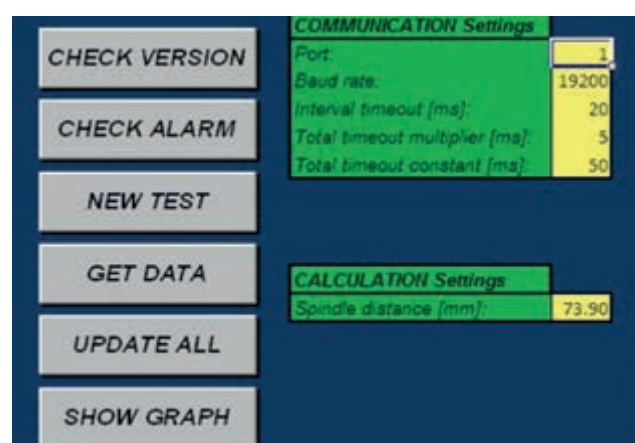 CHECK VERSION
CHECK ALARM
NEW TEST
GET DATA
UPDATE ALL
SHOW GRAPH
COMMUNICATION Settings
Port: 1
Baud rate: 19200
Interval timeout [ms]: 20
Total timeout multiplier [ms]: 5
Total timeout constant [ms]: 50
CALCULATION Settings
Spindle distance [mm]: 73.90